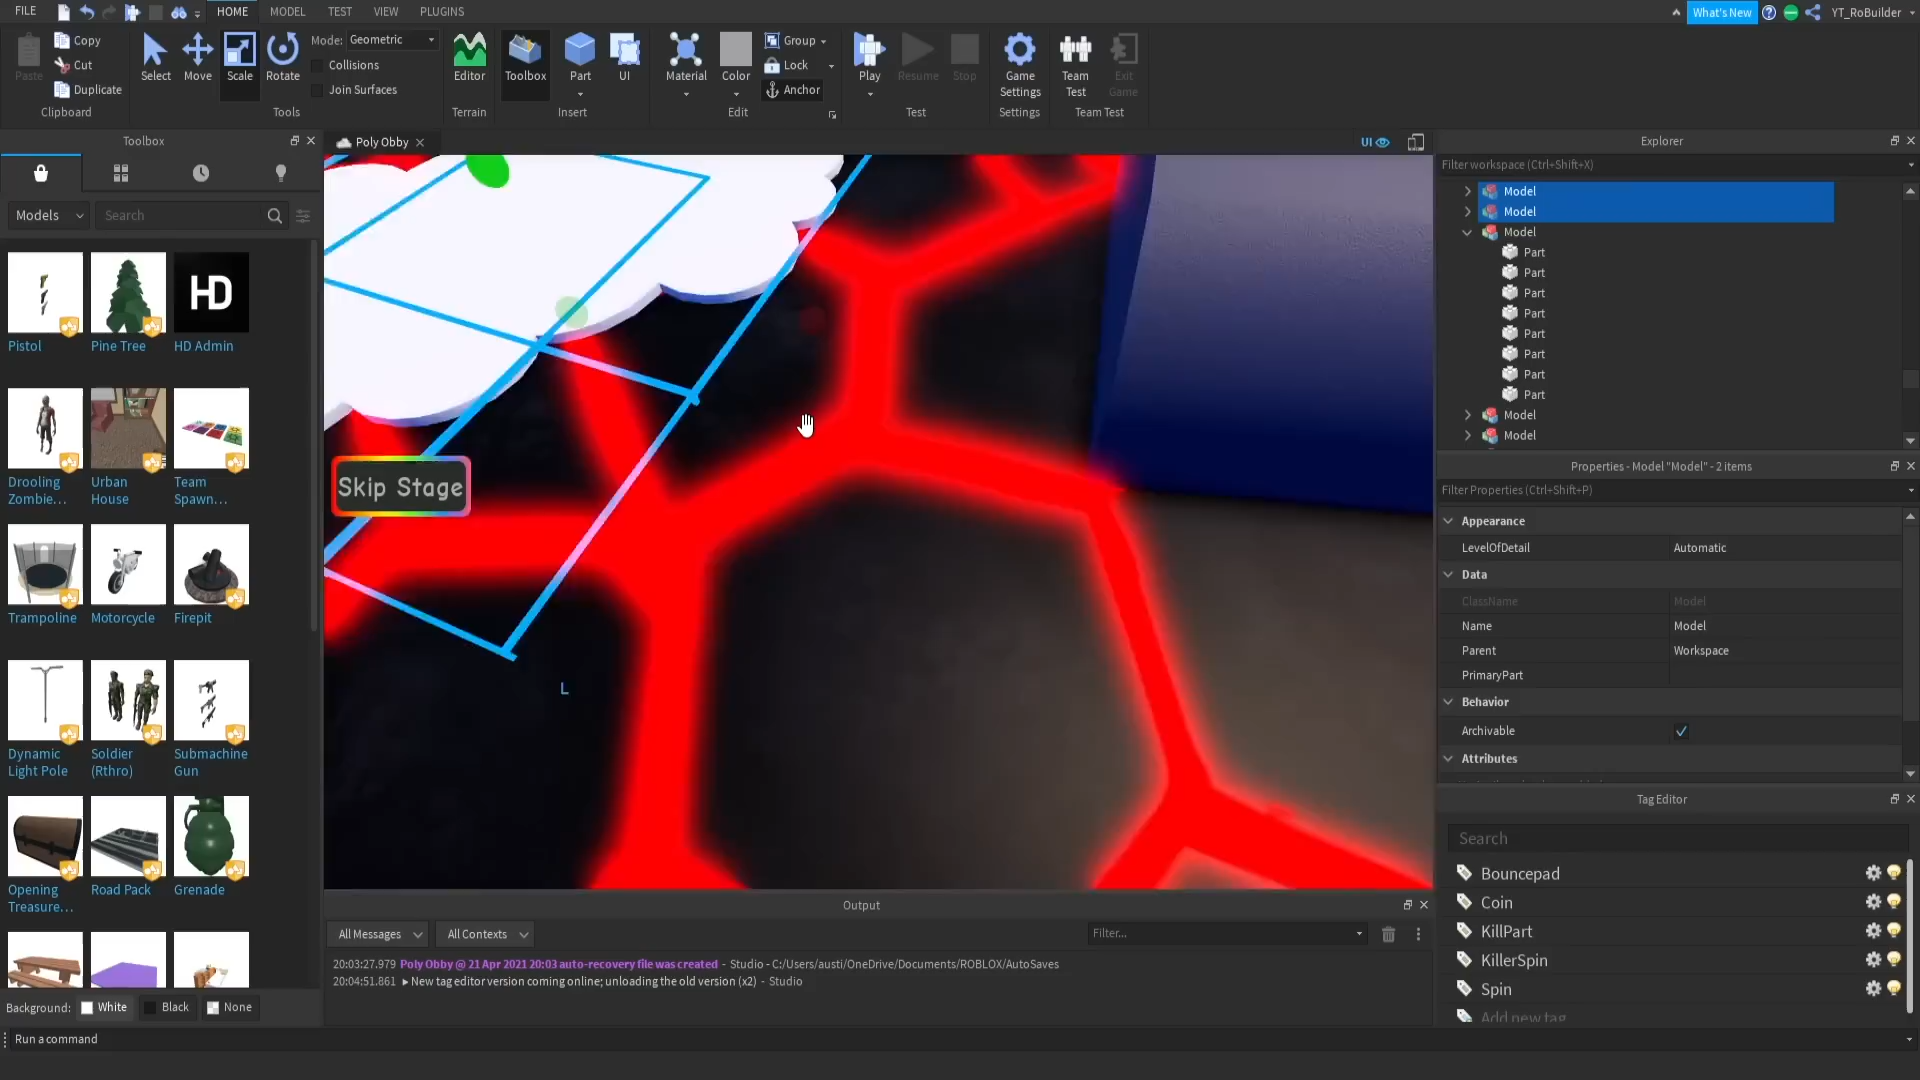 FILE HOME MODEL TEST VIEW PLUGINS What's New YT_RoBuilder
Paste Copy Cut Duplicate Clipboard
Select Move Scale Rotate Mode: Geometric Collisions Join Surfaces Tools
Editor Terrain
Toolbox Part UI Insert
Material Color Group Lock Anchor Edit
Play Resume Stop Test
Game Settings Settings
Team Test Exit Game Team Test
Toolbox
Models Search
Pistol Pine Tree HD Admin
HD
Drooling Zombie... Urban House Team Spawn...
Trampoline Motorcycle Firepit
Dynamic Light Pole Soldier (Rthro) Submachine Gun
Opening Treasure... Road Pack Grenade
Background: White Black None
Run a command
Poly Obby UI
Skip Stage
L
Output
All Messages All Contexts Filter...
20:03:27.979 Poly Obby @ 21 Apr 2021 20:03 auto-recovery file was created - Studio - C:/Users/austi/OneDrive/Documents/ROBLOX/AutoSaves
20:04:51.861 New tag editor version coming online; unloading the old version (x2) - Studio
Explorer
Filter workspace (Ctrl+Shift+X)
Model
Model
Model
Part
Part
Part
Part
Part
Part
Part
Part
Model
Model
Properties - Model "Model" - 2 items
Filter Properties (Ctrl+Shift+P)
Appearance
LevelOfDetail Automatic
Data
ClassName Model
Name Model
Parent Workspace
PrimaryPart
Behavior
Archivable
Attributes
Tag Editor
Search
Bouncepad
Coin
KillPart
KillerSpin
Spin
Add new tag